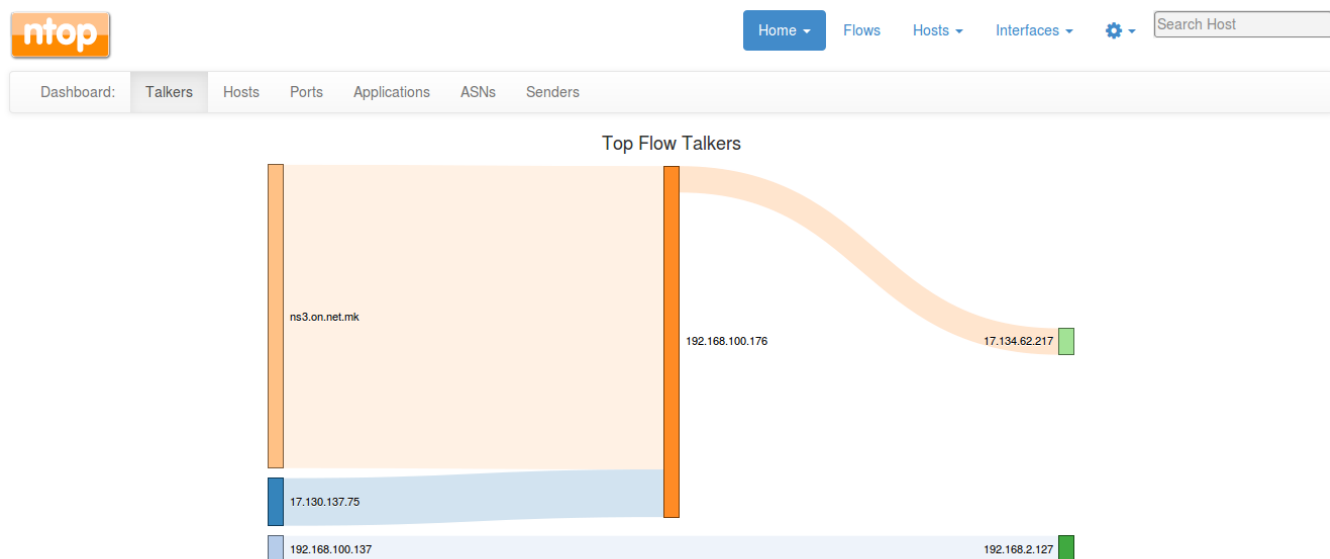 ntop
Home Flows Hosts Interfaces Search Host
Dashboard: Talkers Hosts Ports Applications ASNs Senders
Top Flow Talkers
ns3.on.net.mk
192.168.100.176 17.134.62.217
17.130.137.75
192.168.100.137 192.168.2.127